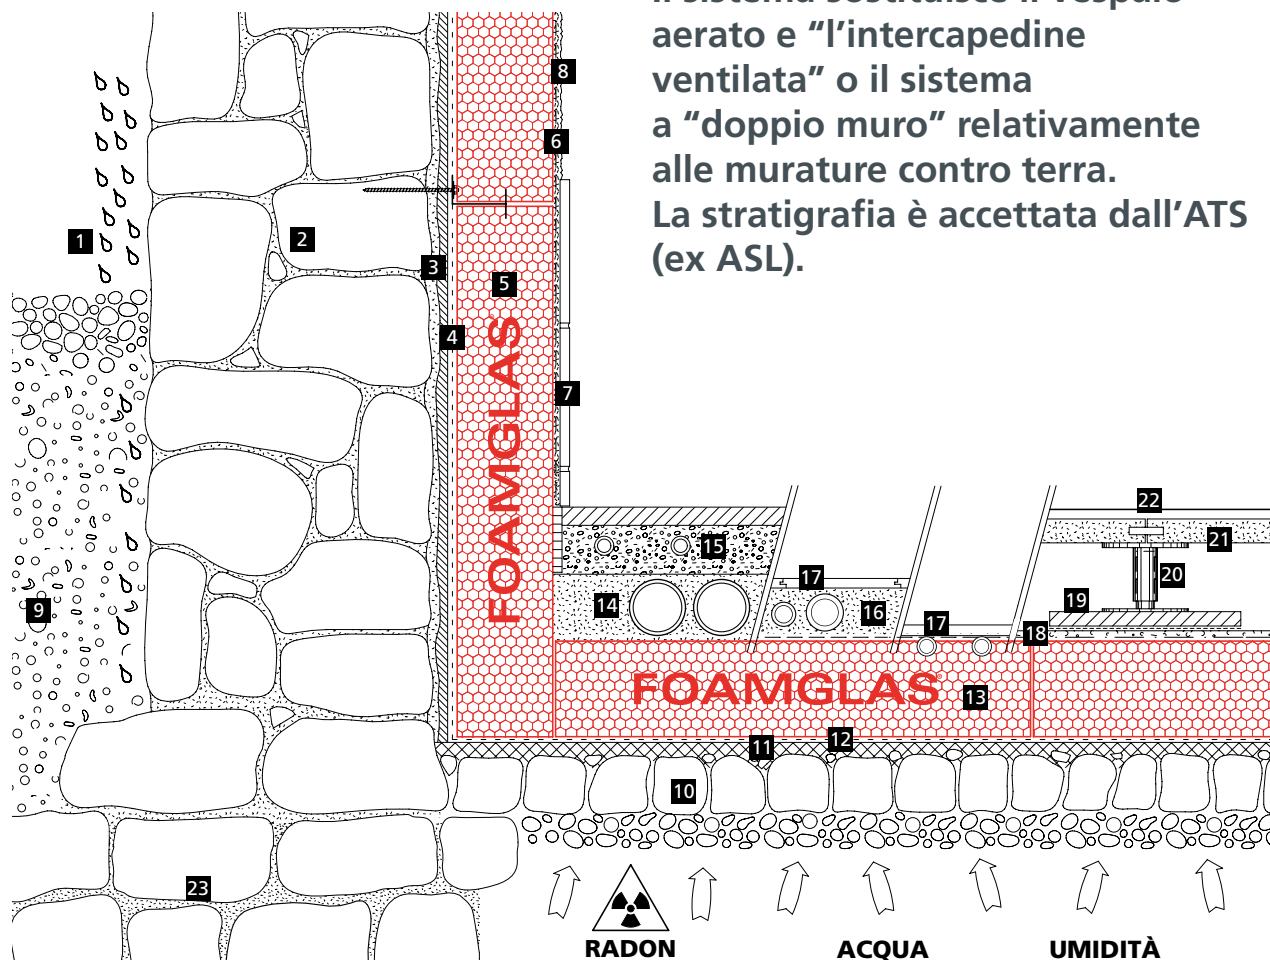 aerato e “l’intercapedine
ventilata” o il sistema
a “doppio muro” relativamente
alle murature contro terra.
La stratigrafia è accettata dall’ATS
(ex ASL).
8
6
1
2
3
5
4
7
FOAMGLAS®
22
15
21
17
20
14
16
19
9
17
18
FOAMGLAS®
13
12
11
10
23
RADON
ACQUA
UMIDITÀ